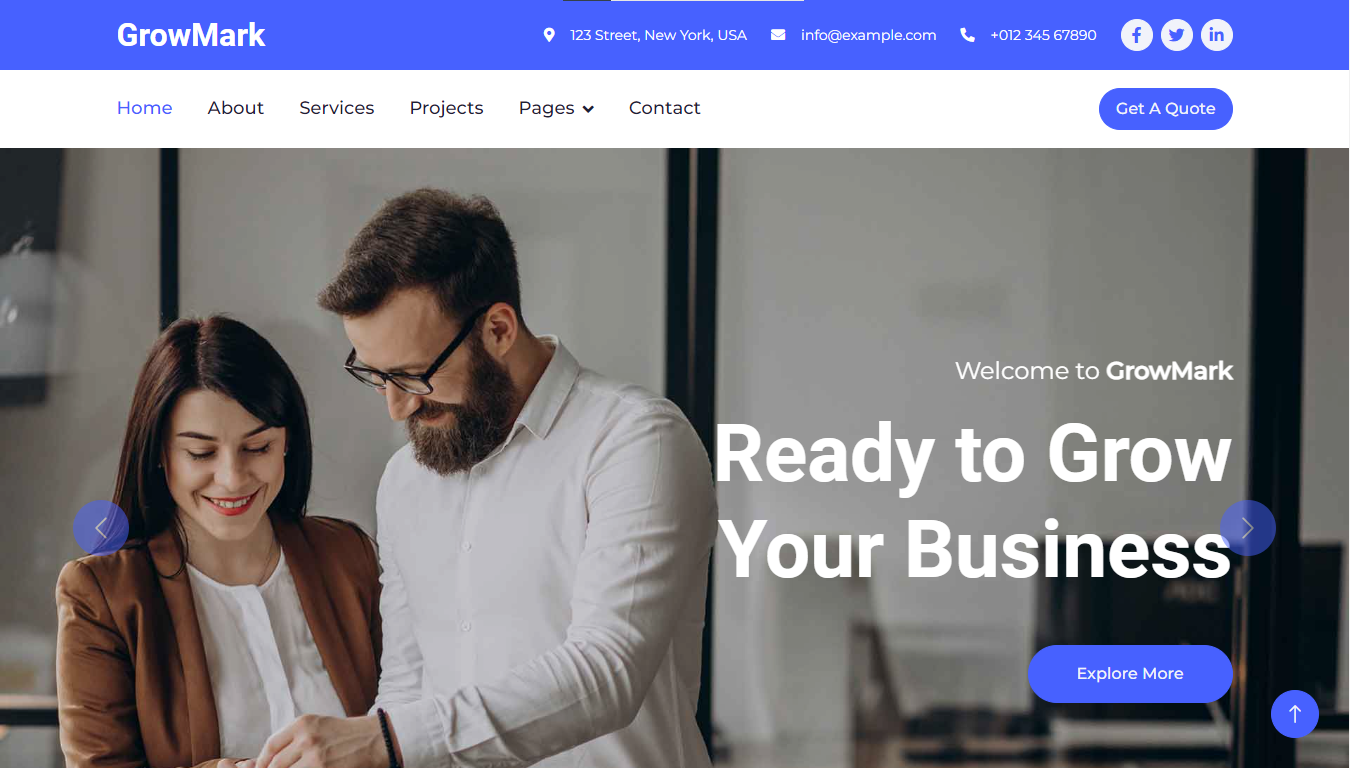 GrowMark
123 Street, New York, USA
info@example.com
+012 345 67890
Home
About
Services
Projects
Pages
Contact
Get A Quote
Welcome to GrowMark
Ready to Grow
Your Business
Explore More